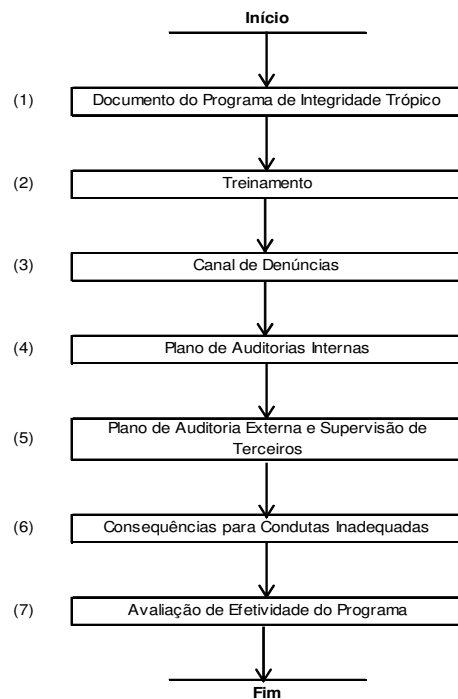 Início
(1) Documento do Programa de Integridade Trópico
(2) Treinamento
(3) Canal de Denúncias
(4) Plano de Auditorias Internas
(5) Plano de Auditoria Externa e Supervisão de
Terceiros
(6) Consequências para Condutas Inadequadas
(7) Avaliação de Efetividade do Programa
Fim